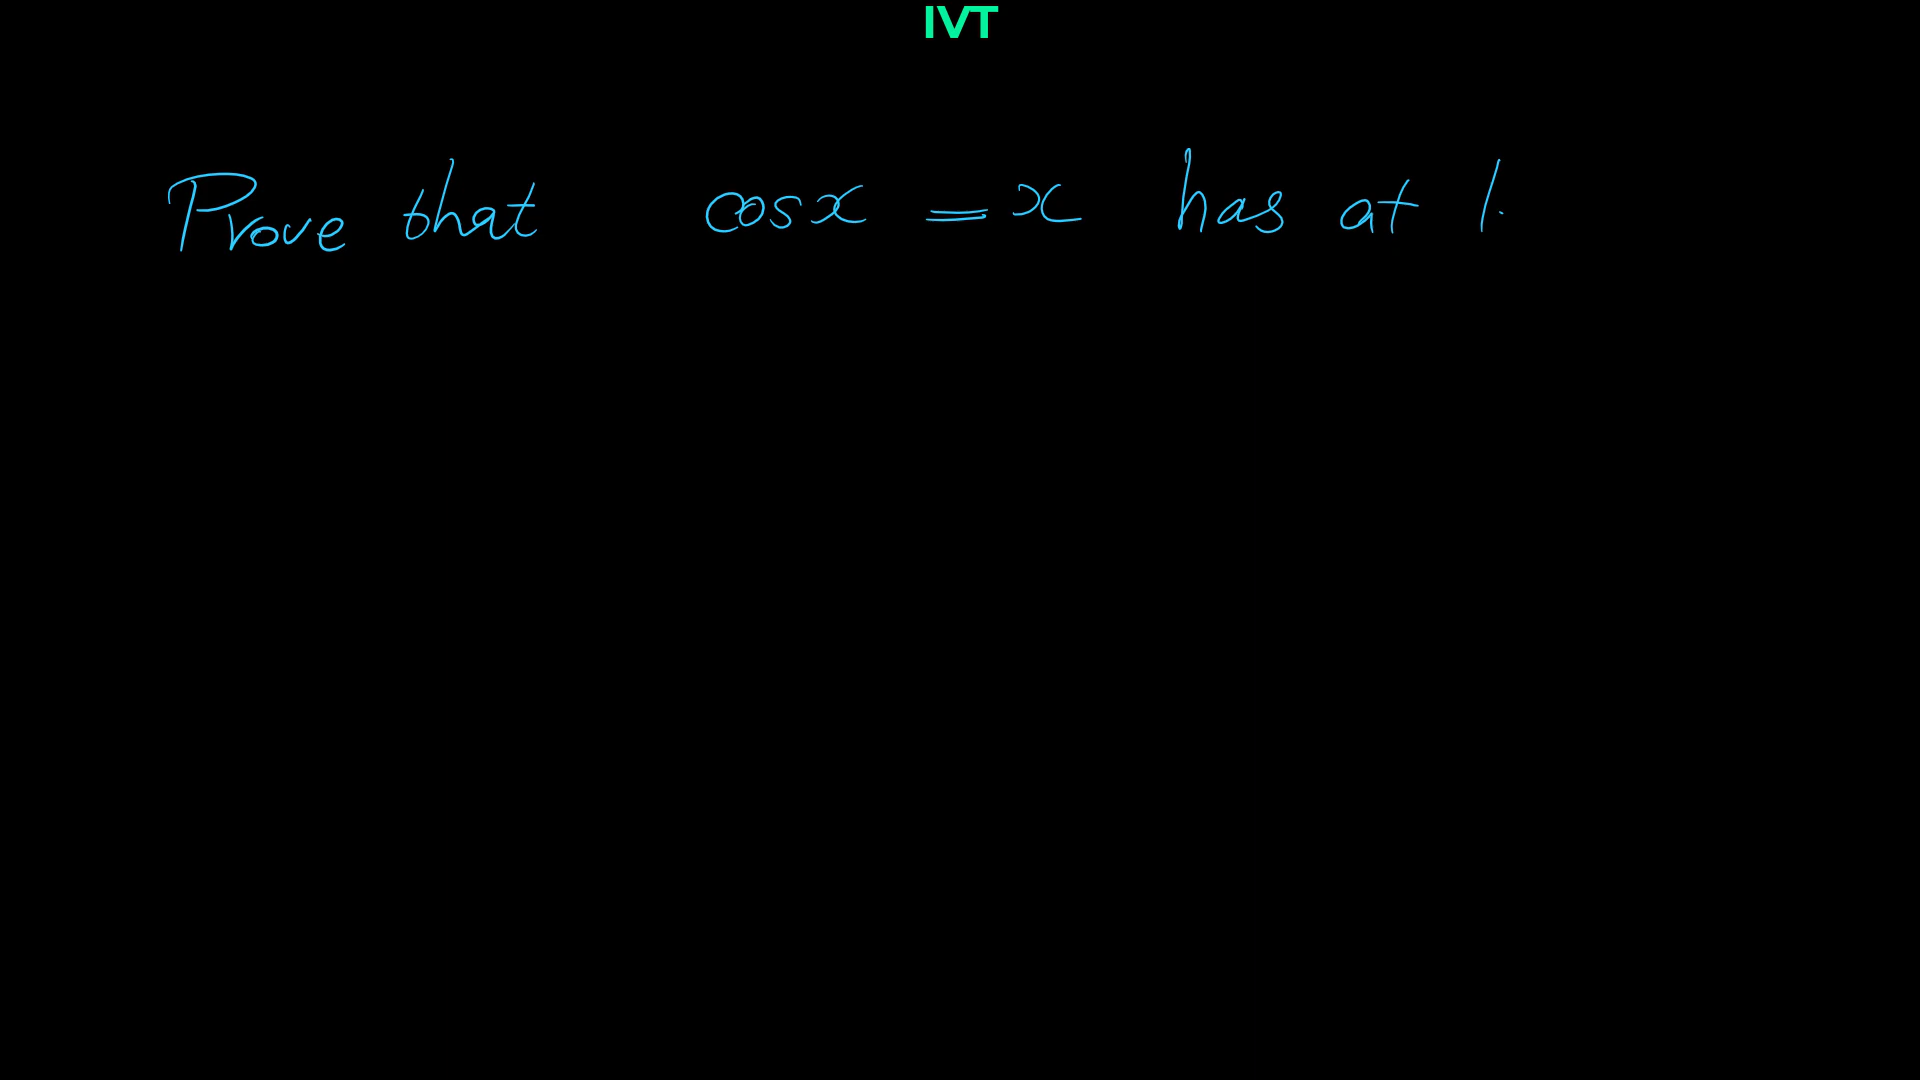 IVT
Prove that cosx = x has at